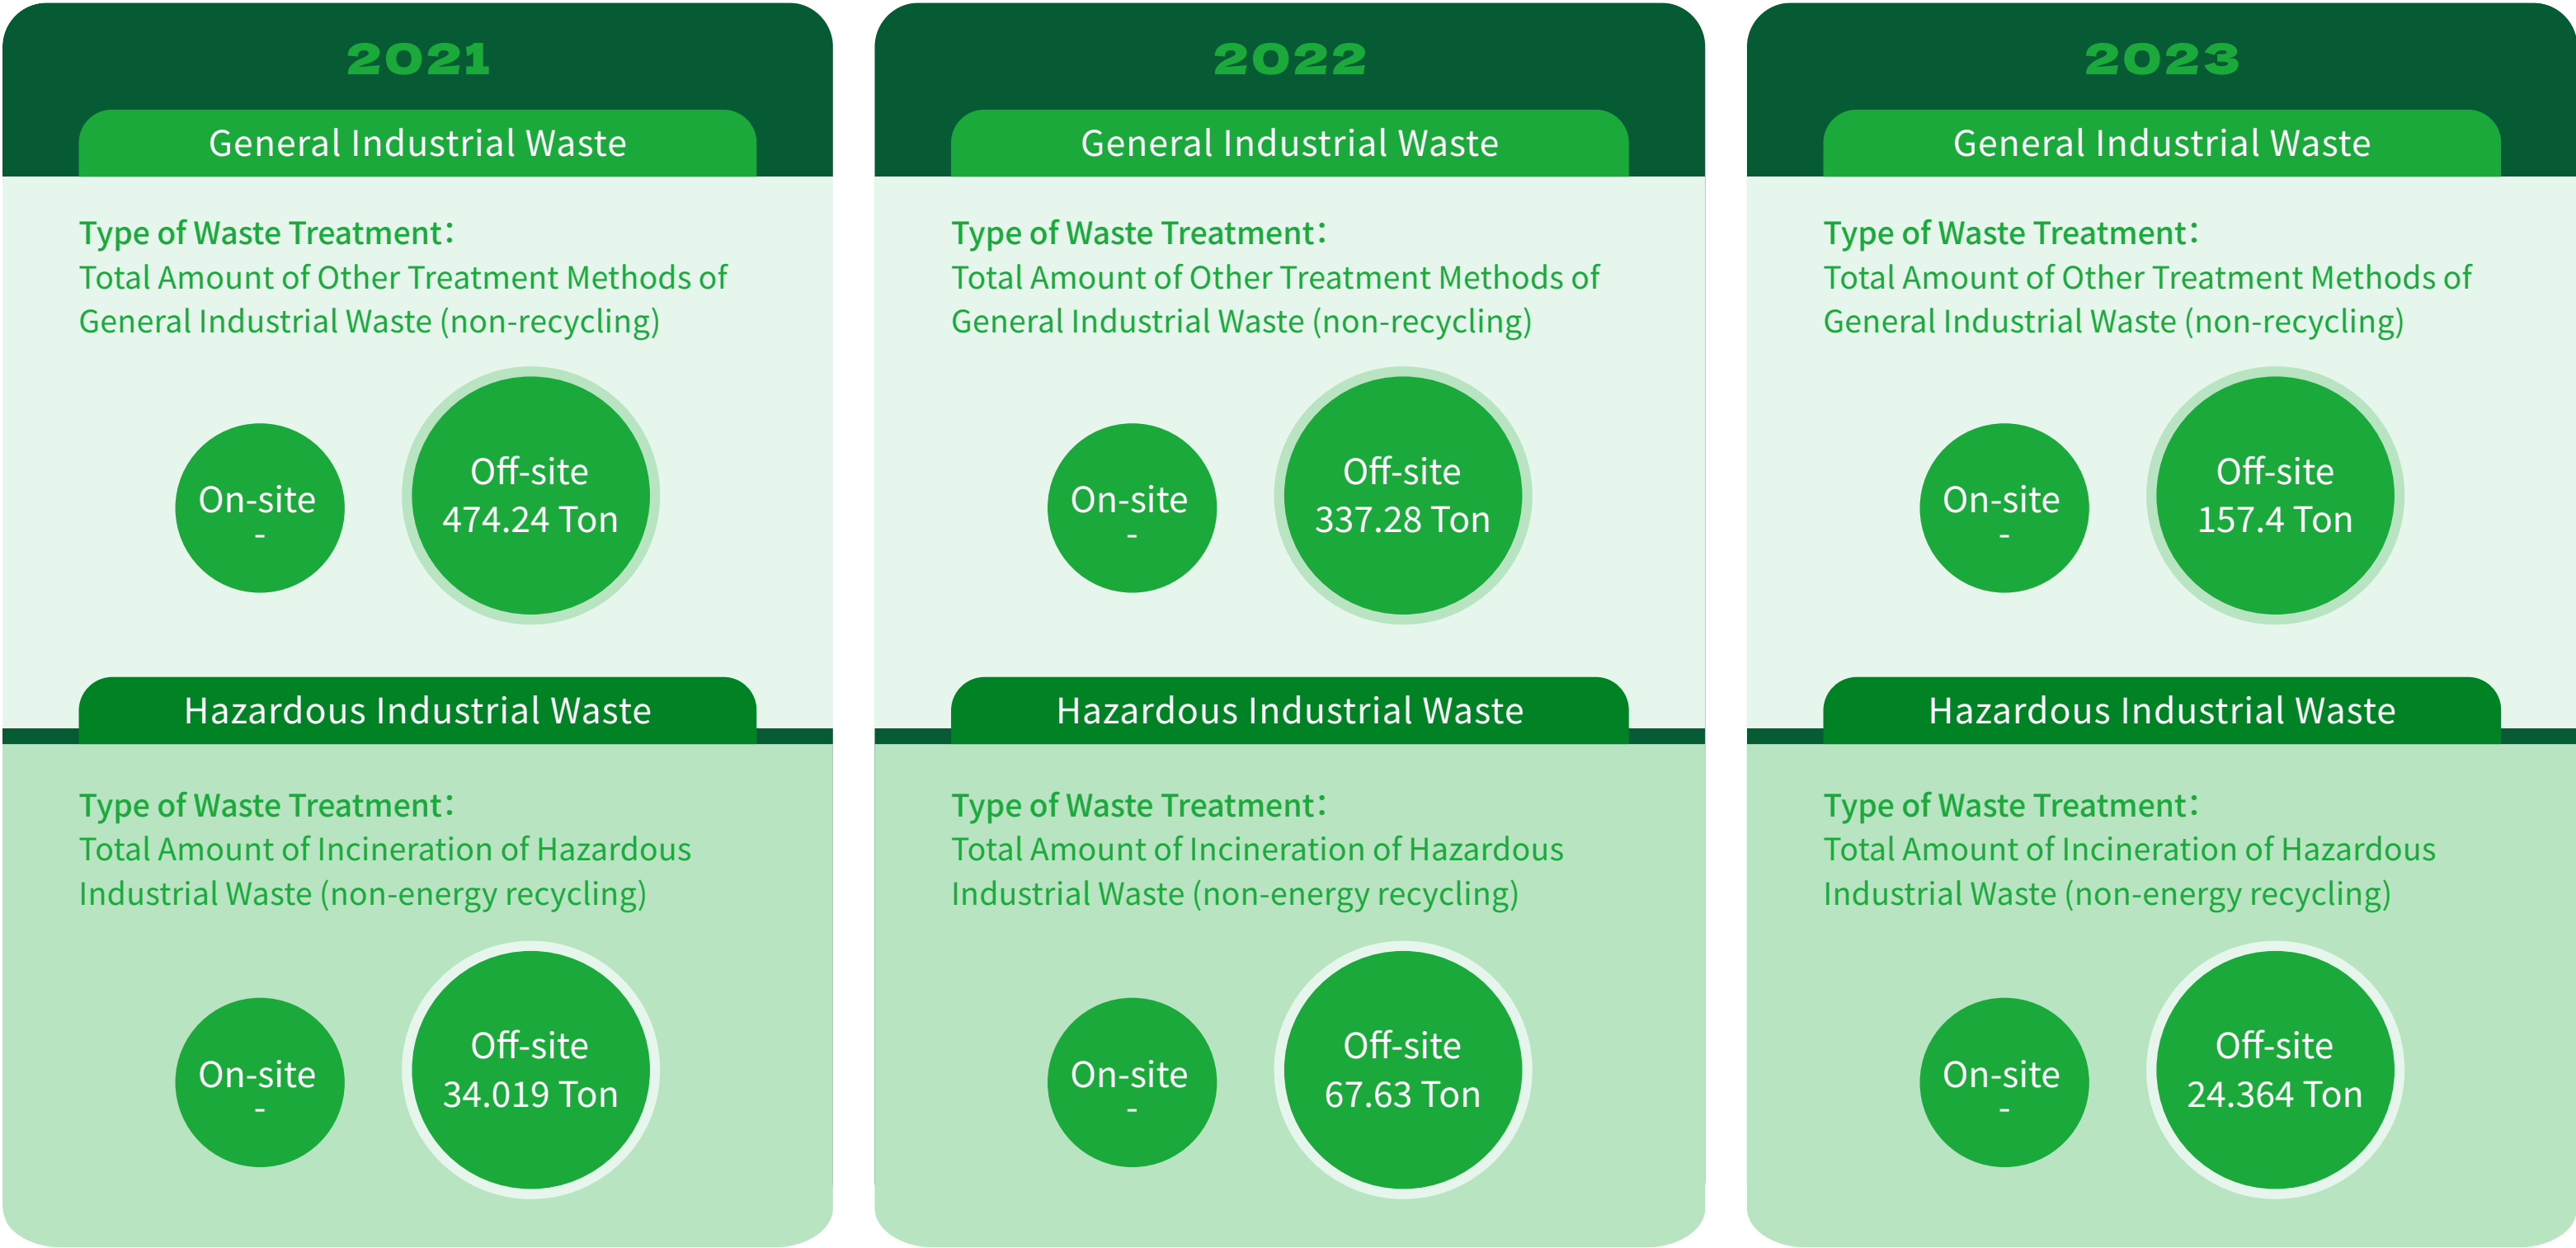 2021
General Industrial Waste
Type of Waste Treatment：
Total Amount of Other Treatment Methods of
General Industrial Waste (non-recycling)
On-site
-
Off-site
474.24 Ton
Hazardous Industrial Waste
Type of Waste Treatment：
Total Amount of Incineration of Hazardous
Industrial Waste (non-energy recycling)
On-site
-
Off-site
34.019 Ton
2022
General Industrial Waste
Type of Waste Treatment：
Total Amount of Other Treatment Methods of
General Industrial Waste (non-recycling)
On-site
-
Off-site
337.28 Ton
Hazardous Industrial Waste
Type of Waste Treatment：
Total Amount of Incineration of Hazardous
Industrial Waste (non-energy recycling)
On-site
-
Off-site
67.63 Ton
2023
General Industrial Waste
Type of Waste Treatment：
Total Amount of Other Treatment Methods of
General Industrial Waste (non-recycling)
On-site
-
Off-site
157.4 Ton
Hazardous Industrial Waste
Type of Waste Treatment：
Total Amount of Incineration of Hazardous
Industrial Waste (non-energy recycling)
On-site
-
Off-site
24.364 Ton